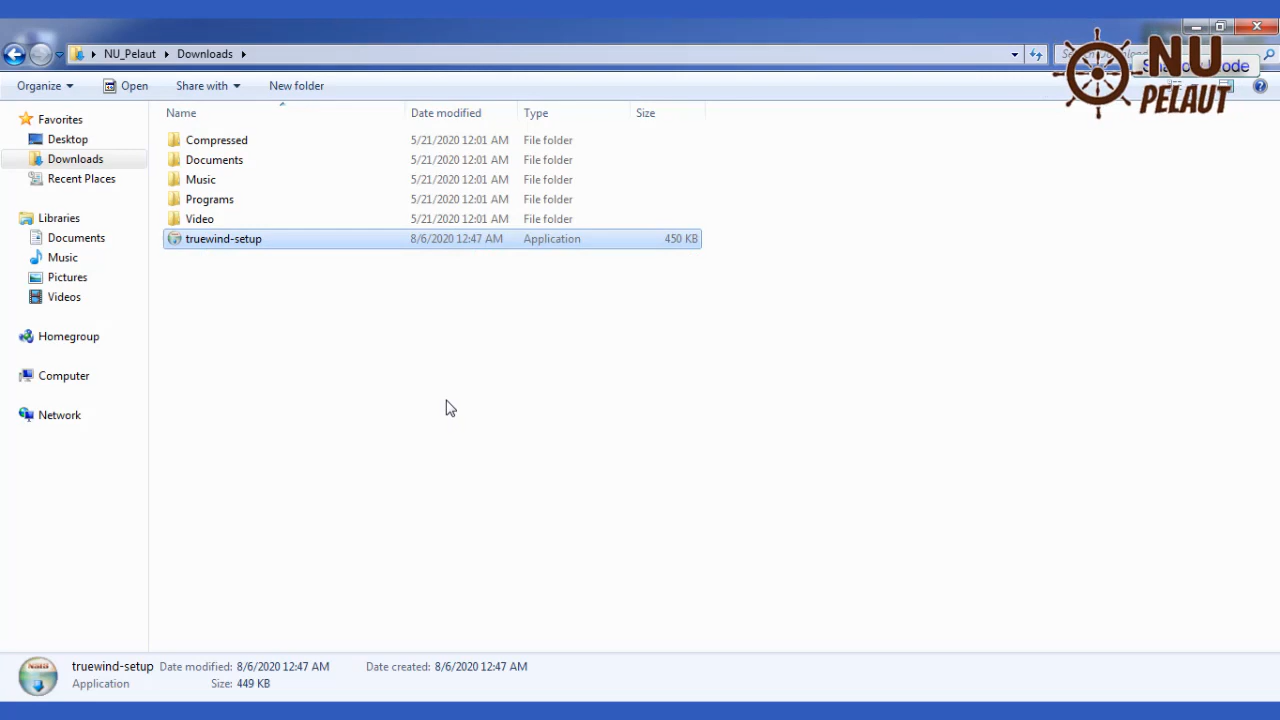 NU_Pelaut Downloads
NU
PELAUT
Organize Open Share with New folder
Name Date modified Type Size
Favorites
Desktop
Downloads
Recent Places
Libraries
Documents
Music
Pictures
Videos
Homegroup
Computer
Network
Compressed 5/21/2020 12:01 AM File folder
Documents 5/21/2020 12:01 AM File folder
Music 5/21/2020 12:01 AM File folder
Programs 5/21/2020 12:01 AM File folder
Video 5/21/2020 12:01 AM File folder
truewind-setup 8/6/2020 12:47 AM Application 450 KB
truewind-setup Date modified: 8/6/2020 12:47 AM Date created: 8/6/2020 12:47 AM
Application Size: 449 KB